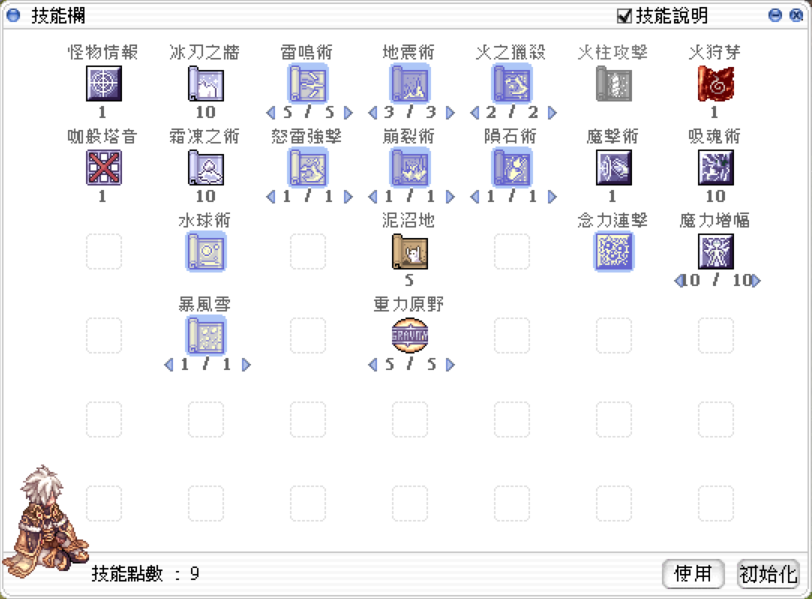 技能欄 技能說明
怪物情報 冰刃之牆 雷鳴術 地震術 火之獵殺 火柱攻擊 火狩芽
1 10 5 / 5 3 / 3 2 / 2 1
咖般塔音 霜凍之術 怒雷強擊 崩裂術 隕石術 魔擊術 吸魂術
1 10 1 / 1 1 / 1 1 / 1 1 10
水球術 泥沼地 念力連擊 魔力增幅
5 10 / 10
暴風雪 重力原野
GRAVITY
1 / 1 5 / 5
技能點數 : 9 使用 初始化